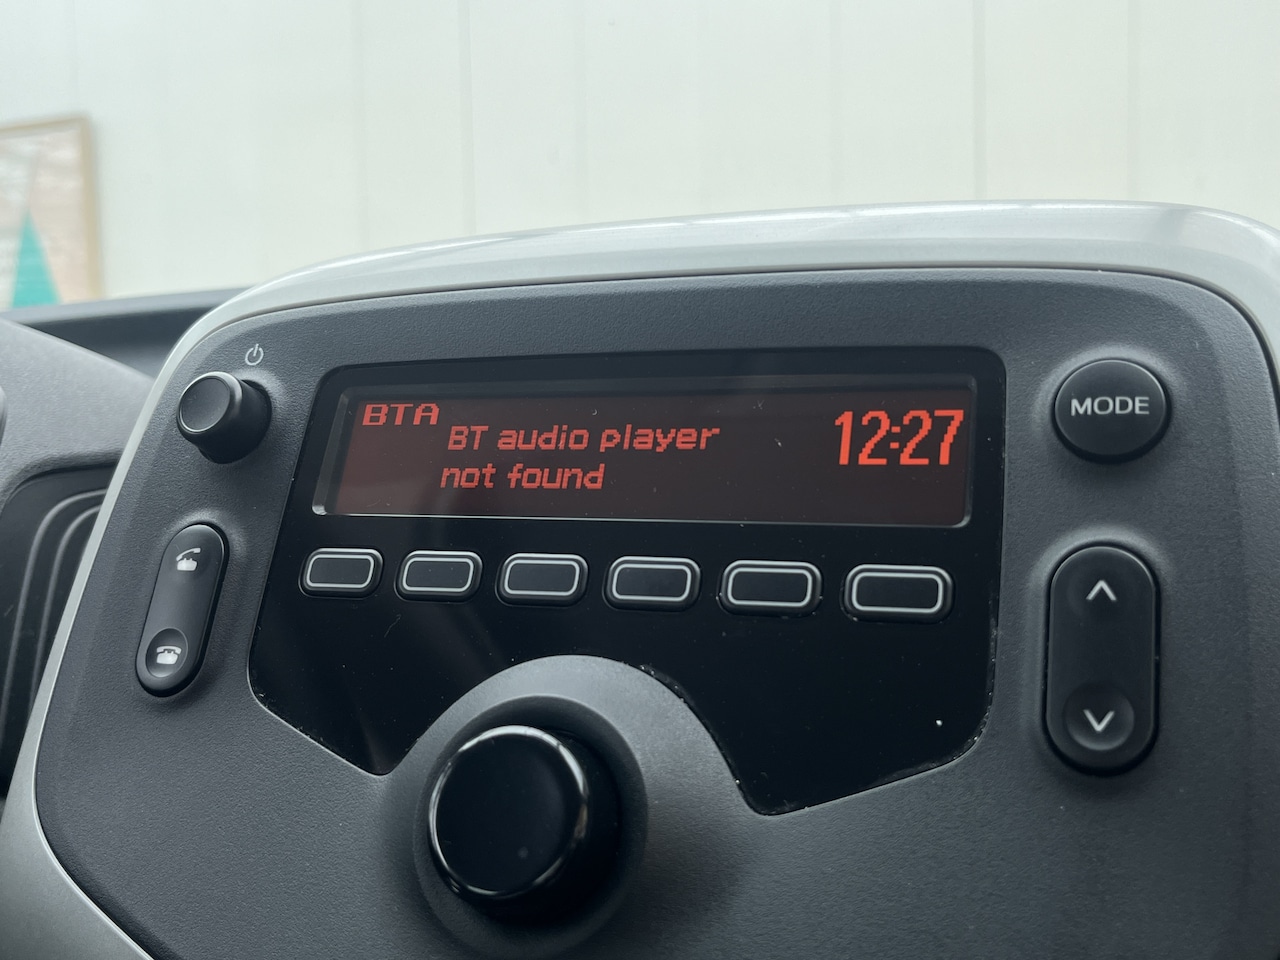 BTA
BT audio player
not found
12:27
MODE